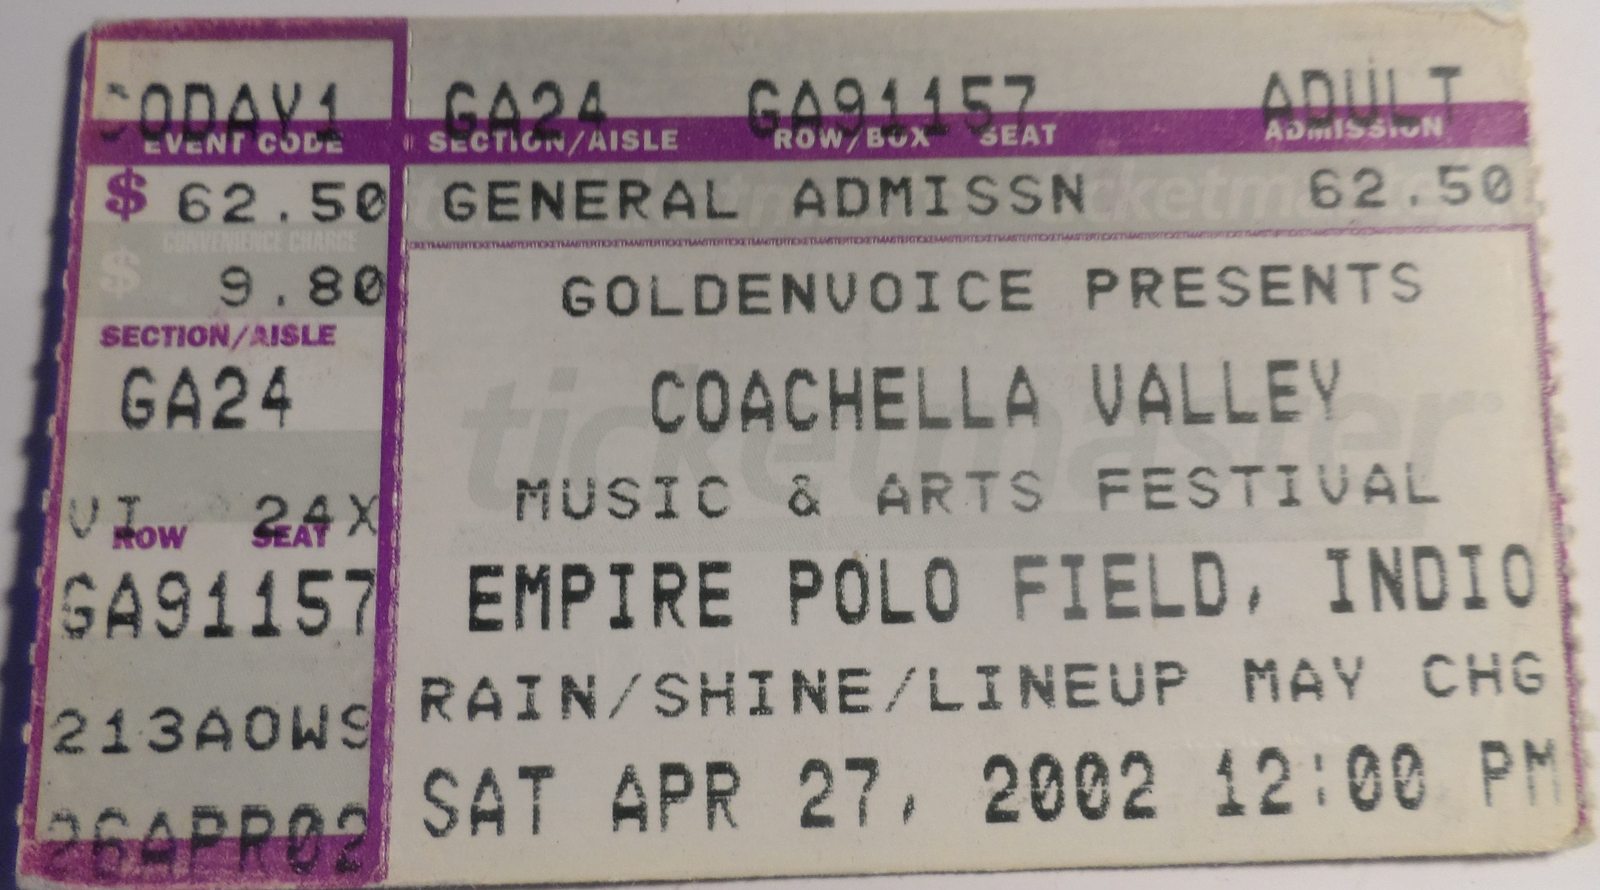 CODAY1 GA24 GA91157 ADULT
EVENT CODE SECTION/AISLE ROW/BOX SEAT ADMISSION
$ 62.50 GENERAL ADMISSN 62.50
CONVENIENCE CHARGE
$ 9.80
SECTION/AISLE
GA24
VI 24X
ROW SEAT
GA91157
213AOWS
26APR02
GOLDENVOICE PRESENTS
COACHELLA VALLEY
ticketmaster
MUSIC & ARTS FESTIVAL
EMPIRE POLO FIELD, INDIO
RAIN/SHINE/LINEUP MAY CHG
SAT APR 27, 2002 12:00 PM